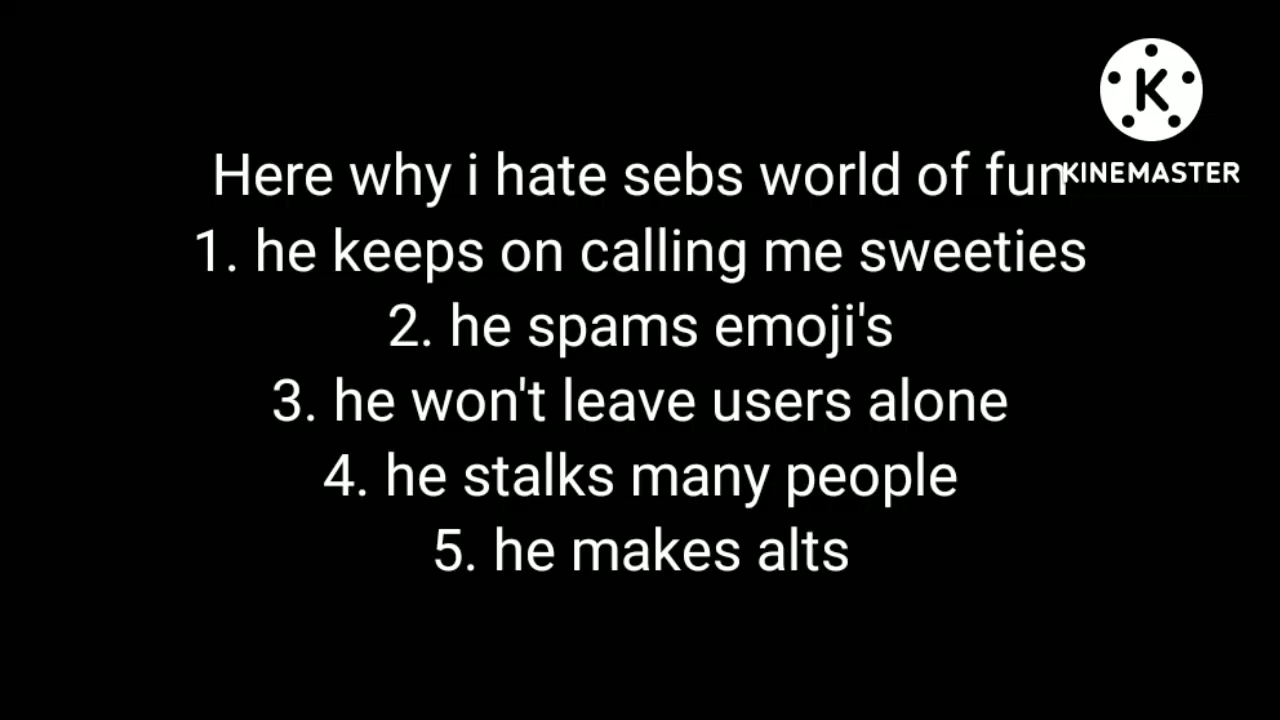 K
KINEMASTER
Here why i hate sebs world of fun
1. he keeps on calling me sweeties
2. he spams emoji's
3. he won't leave users alone
4. he stalks many people
5. he makes alts